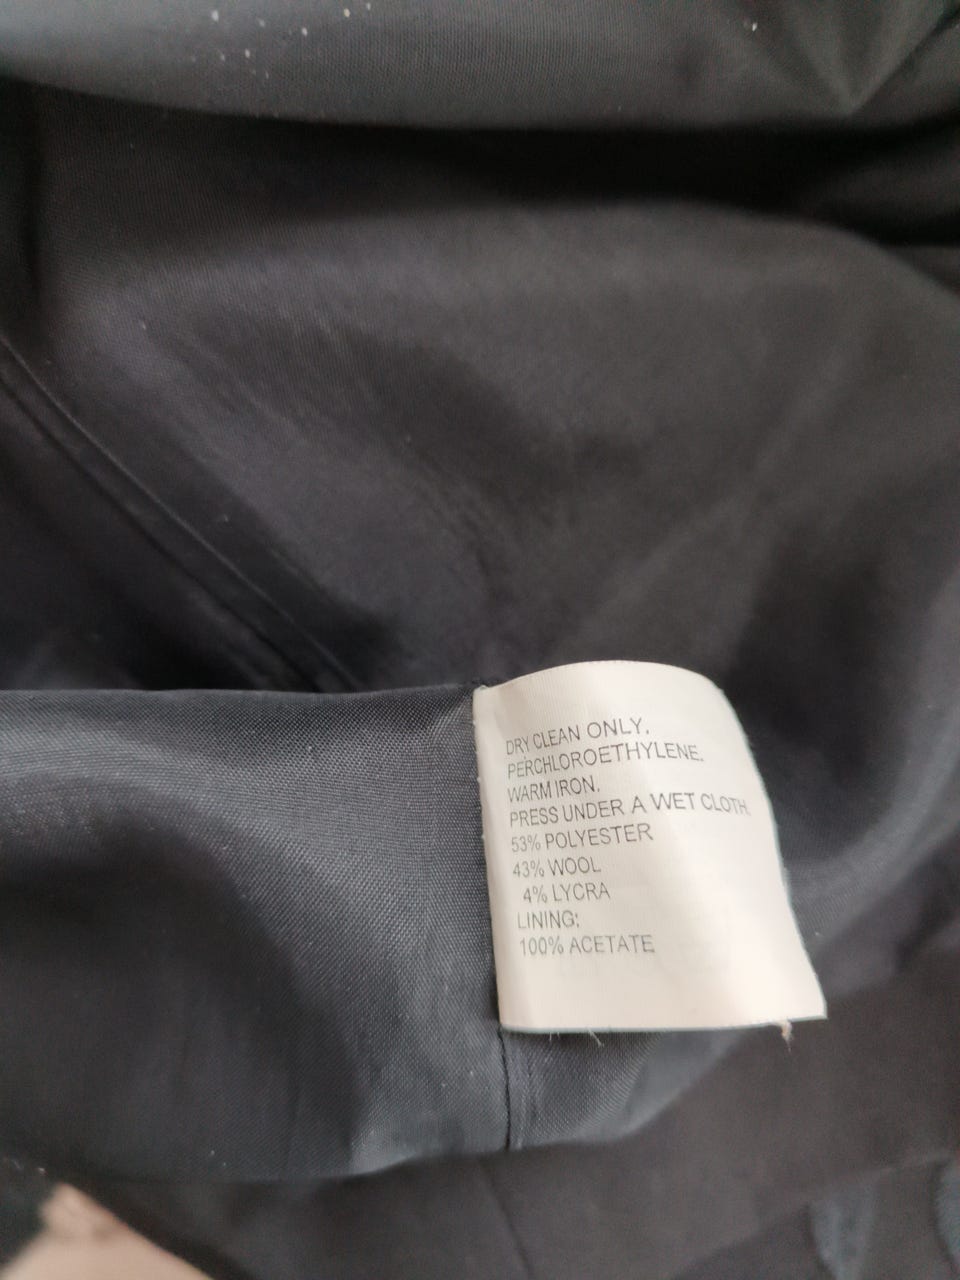 DRY CLEAN ONLY,
PERCHLOROETHYLENE.
WARM IRON.
PRESS UNDER A WET CLOTH.
53% POLYESTER
43% WOOL
4% LYCRA
LINING;
100% ACETATE